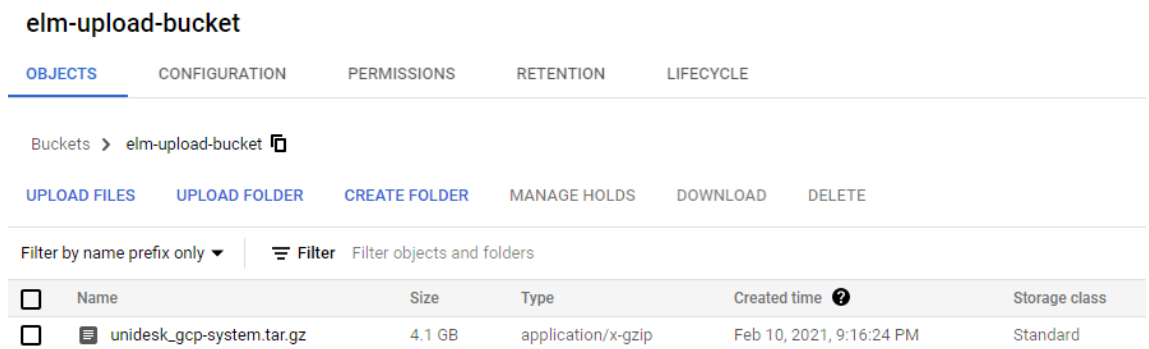 elm-upload-bucket
OBJECTS CONFIGURATION PERMISSIONS RETENTION LIFECYCLE
Buckets > elm-upload-bucket
UPLOAD FILES UPLOAD FOLDER CREATE FOLDER MANAGE HOLDS DOWNLOAD DELETE
Filter by name prefix only Filter Filter objects and folders
Name Size Type Created time ? Storage class
unidesk_gcp-system.tar.gz 4.1 GB application/x-gzip Feb 10, 2021, 9:16:24 PM Standard